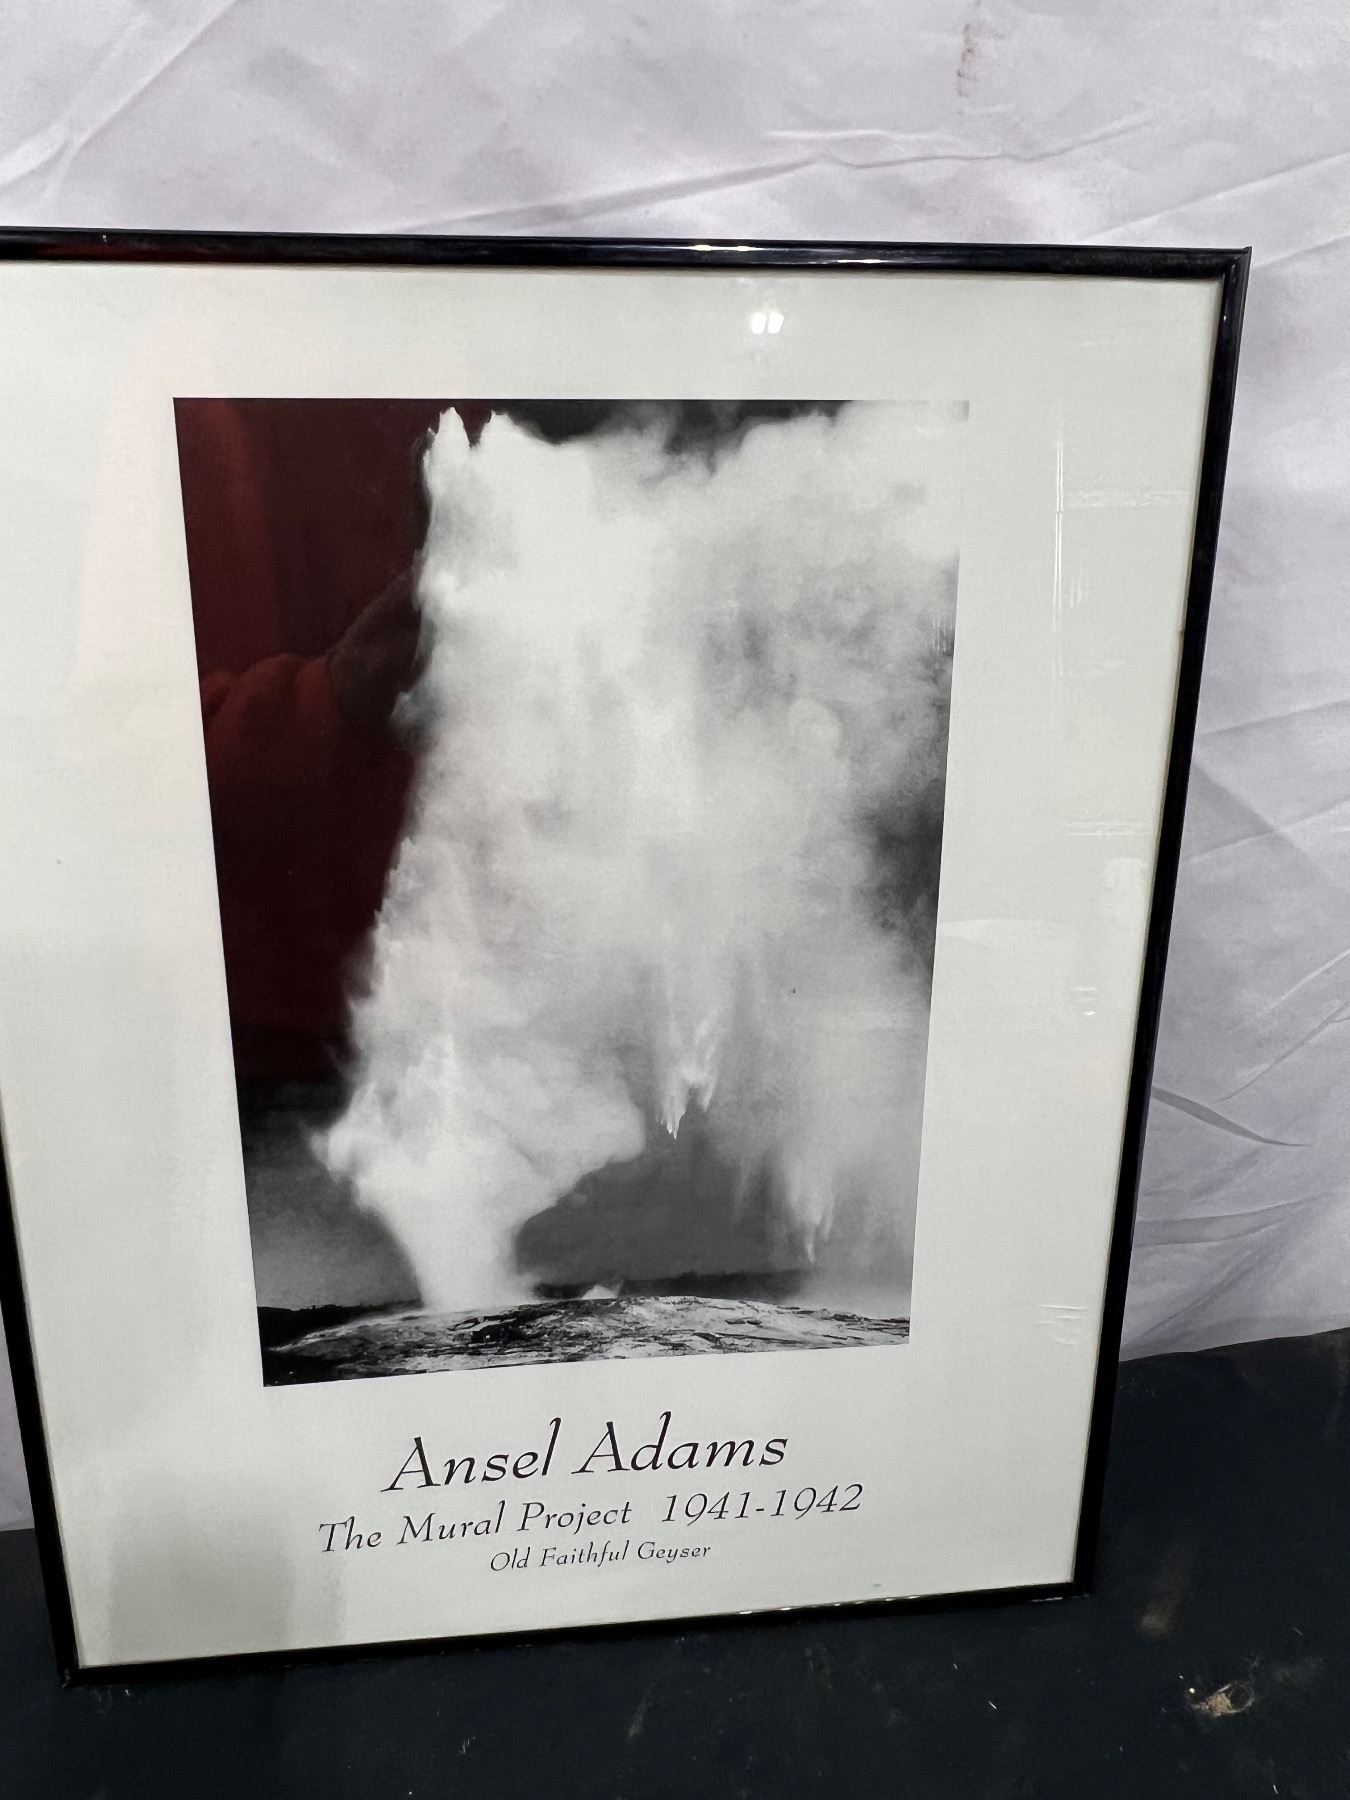 Ansel Adams
The Mural Project 1941-1942
Old Faithful Geyser